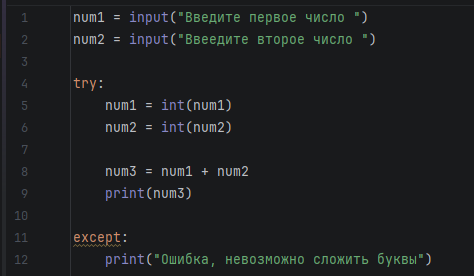 1 num1 = input("Введите первое число ")
2 num2 = input("Ввеедите второе число ")
3
4 try:
5     num1 = int(num1)
6     num2 = int(num2)
7
8     num3 = num1 + num2
9     print(num3)
10
11 except:
12     print("Ошибка, невозможно сложить буквы")